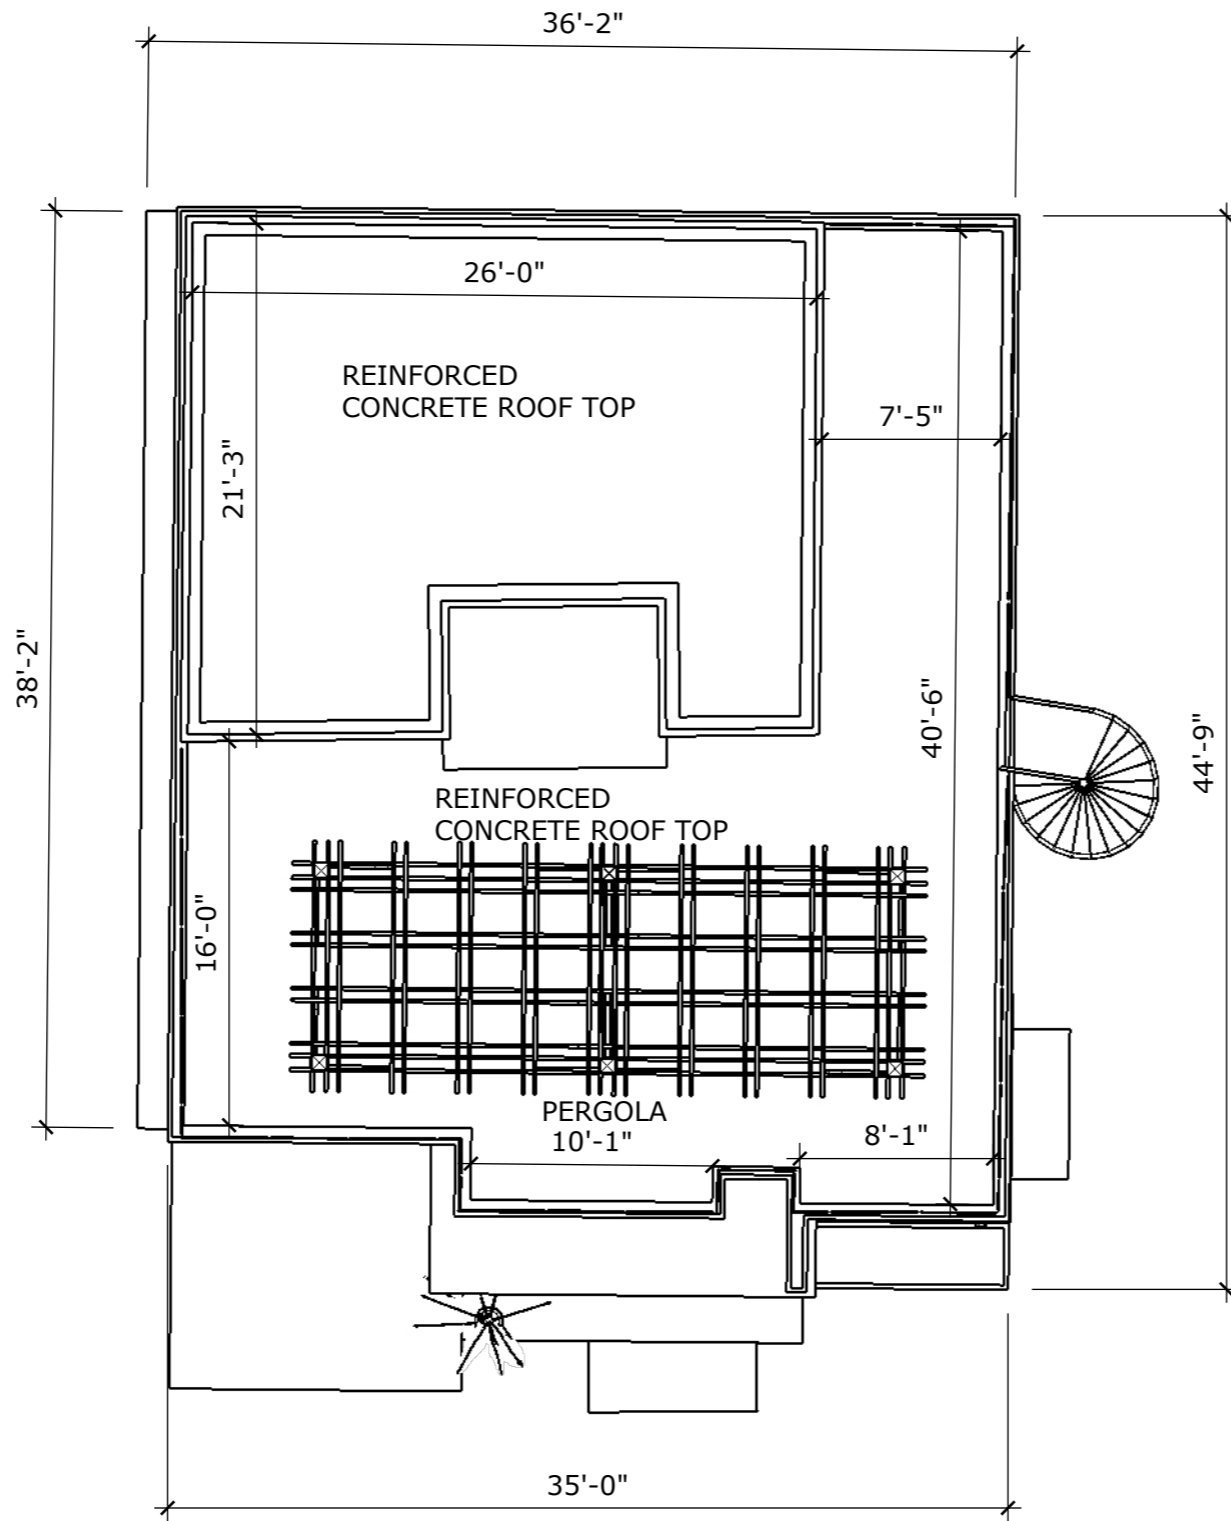 36'-2"
26'-0"
REINFORCED
CONCRETE ROOF TOP
7'-5"
21'-3"
38'-2"
40'-6"
44'-9"
REINFORCED
CONCRETE ROOF TOP
16'-0"
PERGOLA
10'-1"
8'-1"
35'-0"